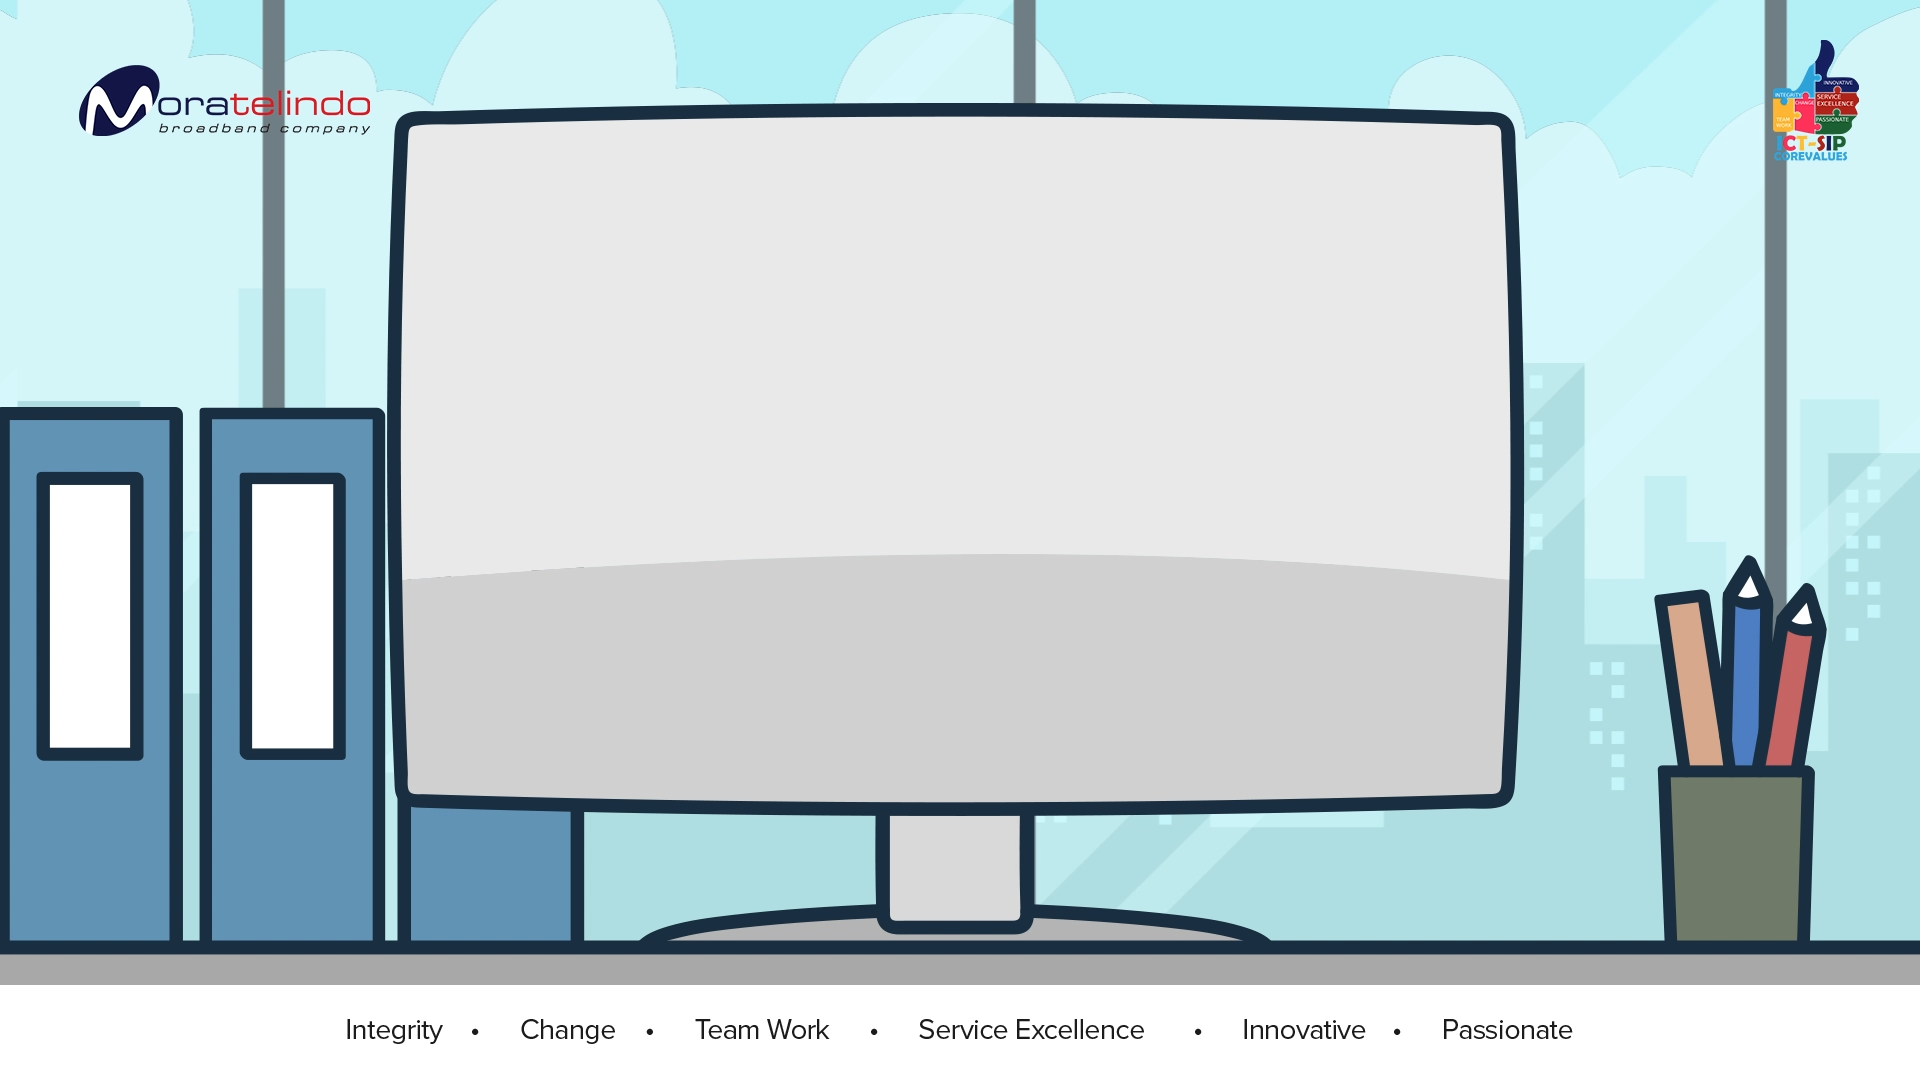 Moratelindo
broadband company
INTEGRITY
INNOVATIVE
CHANGE
SERVICE
EXCELLENCE
TEAM
WORK
PASSIONATE
ICT-SIP
COREVALUES
Integrity • Change • Team Work • Service Excellence • Innovative • Passionate